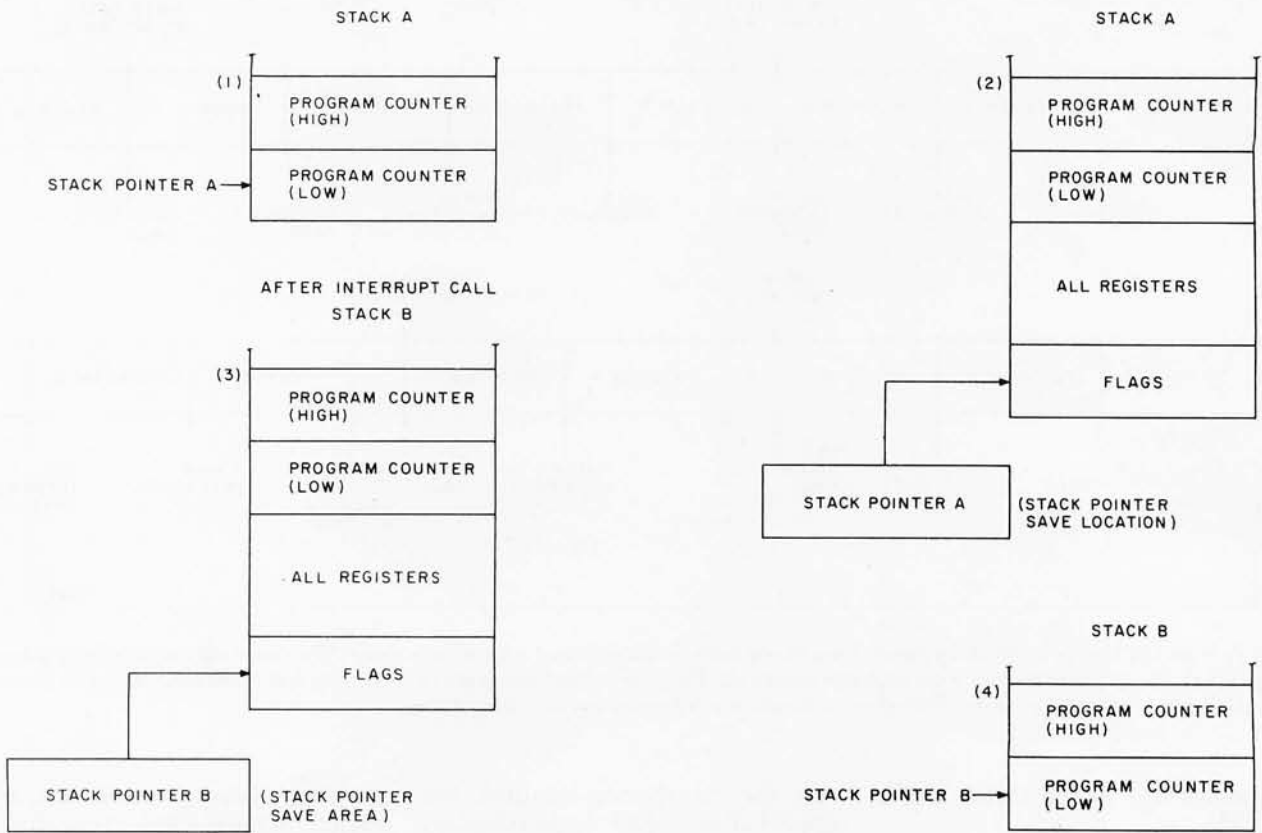 STACK A
(1)
PROGRAM COUNTER
(HIGH)
STACK POINTER A
PROGRAM COUNTER
(LOW)
AFTER INTERRUPT CALL
STACK B
(3)
PROGRAM COUNTER
(HIGH)
PROGRAM COUNTER
(LOW)
ALL REGISTERS
FLAGS
STACK POINTER B
(STACK POINTER
SAVE AREA)
STACK A
(2)
PROGRAM COUNTER
(HIGH)
PROGRAM COUNTER
(LOW)
ALL REGISTERS
FLAGS
STACK POINTER A
(STACK POINTER
SAVE LOCATION)
STACK B
(4)
PROGRAM COUNTER
(HIGH)
STACK POINTER B
PROGRAM COUNTER
(LOW)